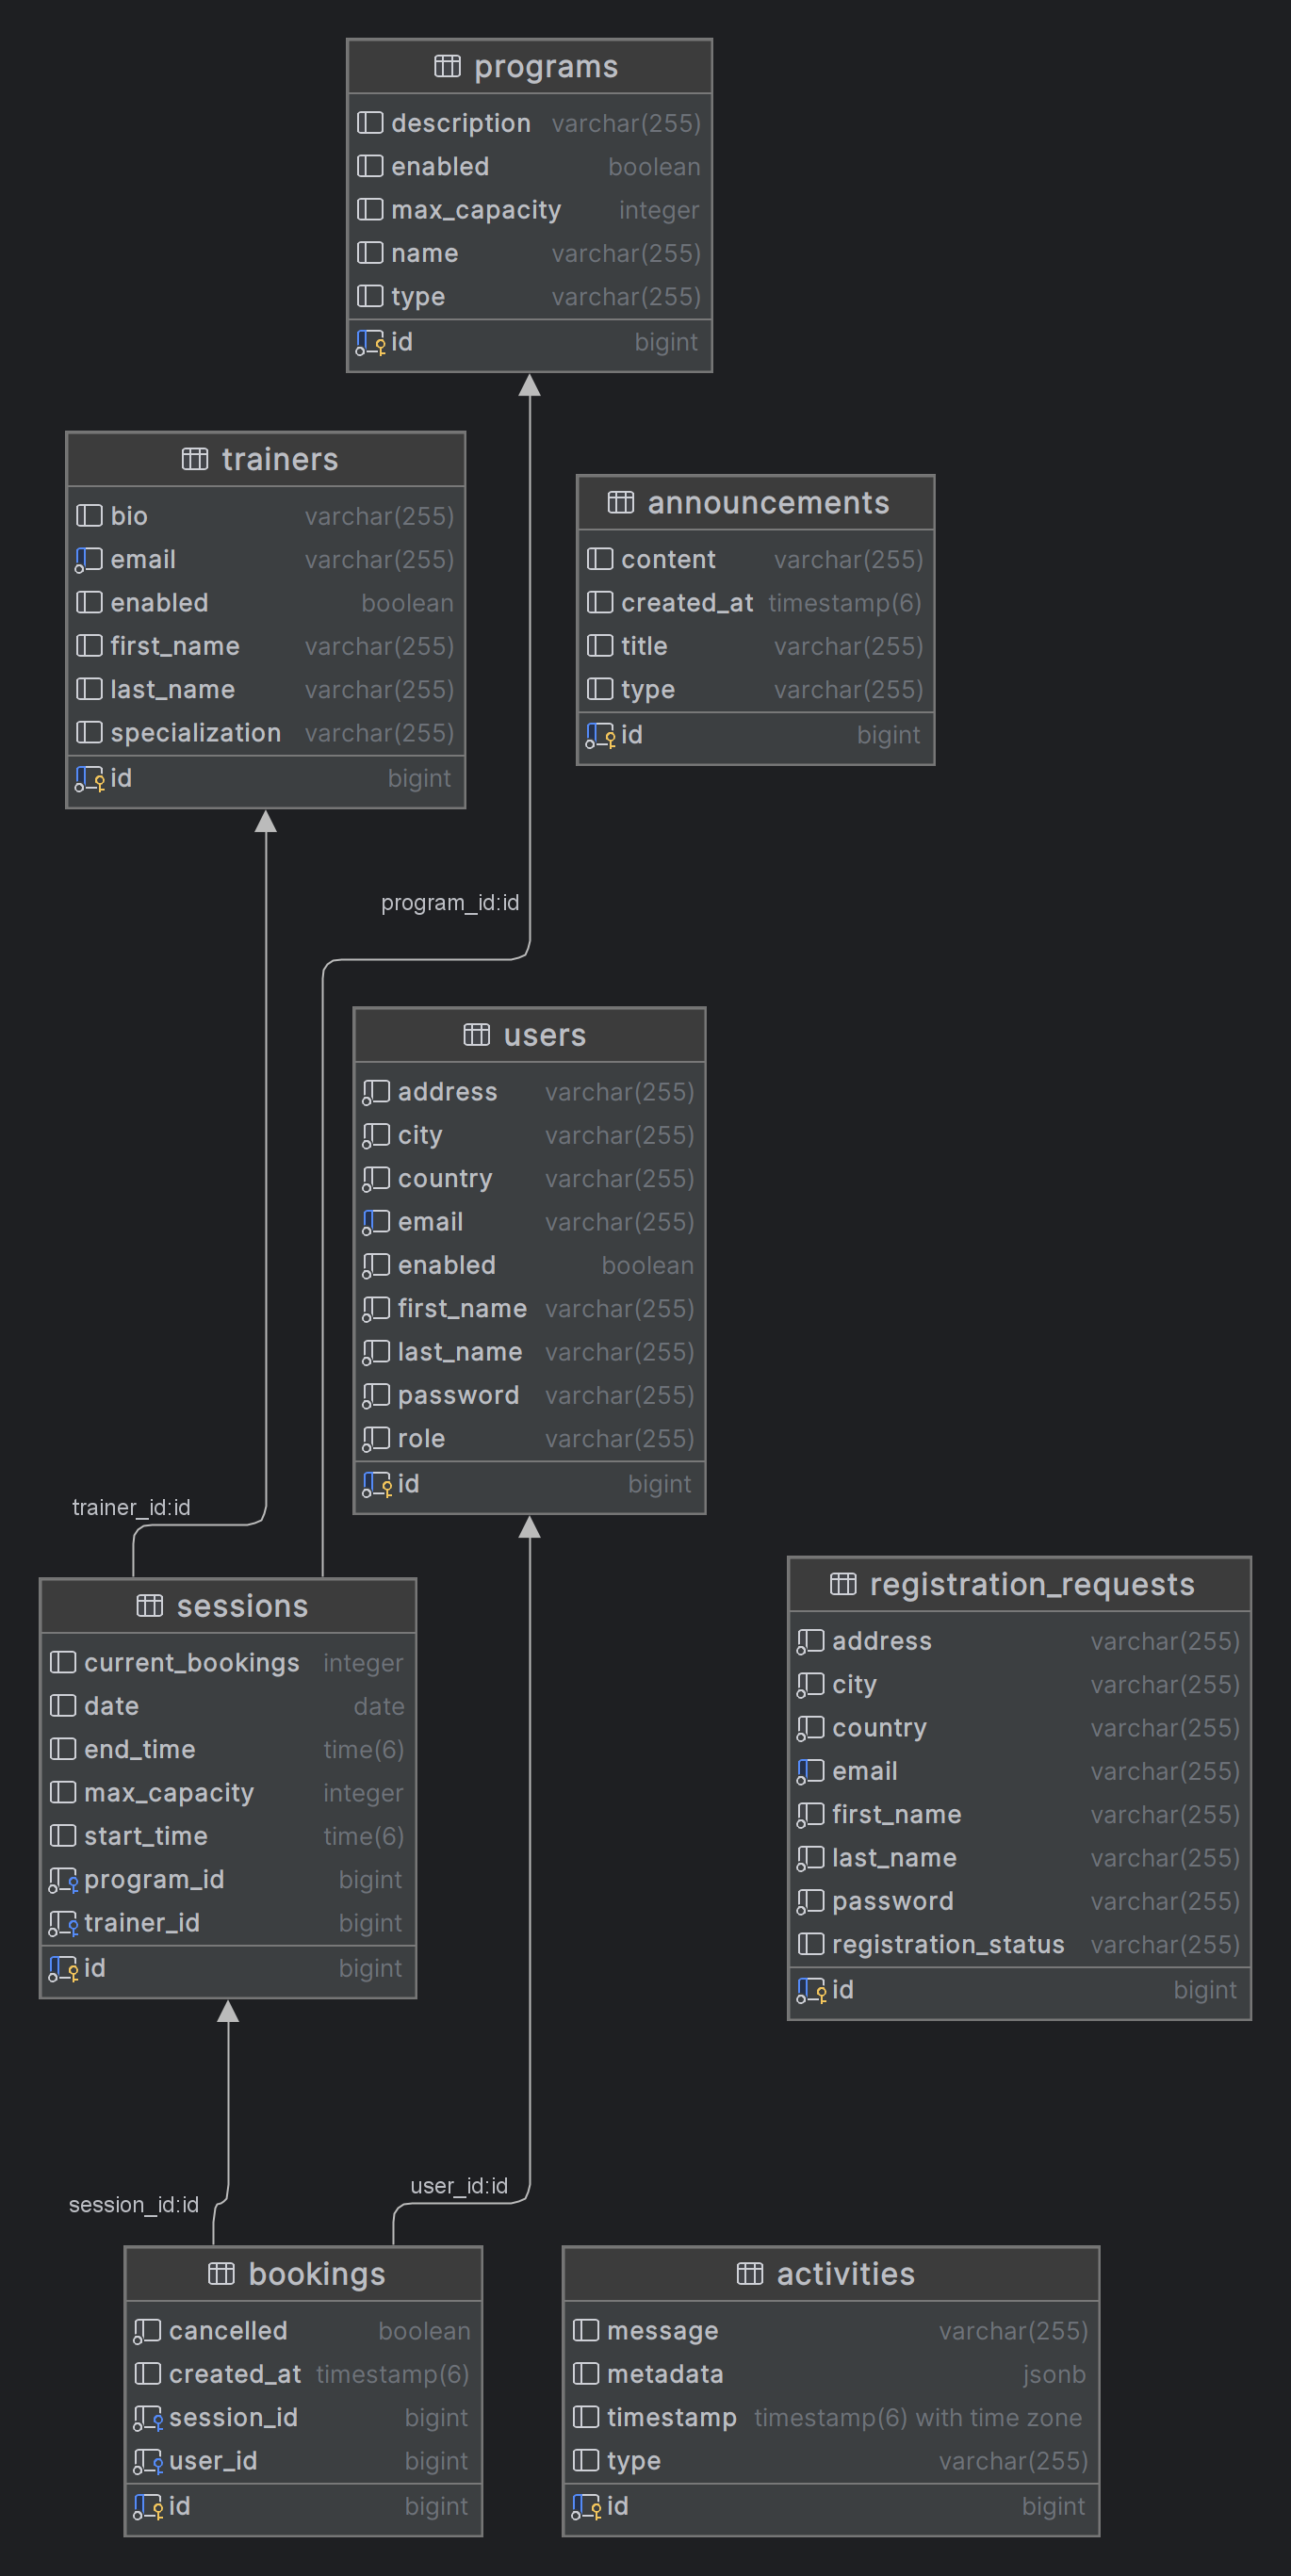 programs
description varchar(255)
enabled boolean
max_capacity integer
name varchar(255)
type varchar(255)
id bigint
trainers
bio varchar(255)
email varchar(255)
enabled boolean
first_name varchar(255)
last_name varchar(255)
specialization varchar(255)
id bigint
announcements
content varchar(255)
created_at timestamp(6)
title varchar(255)
type varchar(255)
id bigint
program_id:id
users
address varchar(255)
city varchar(255)
country varchar(255)
email varchar(255)
enabled boolean
first_name varchar(255)
last_name varchar(255)
password varchar(255)
role varchar(255)
id bigint
trainer_id:id
sessions
current_bookings integer
date date
end_time time(6)
max_capacity integer
start_time time(6)
program_id bigint
trainer_id bigint
id bigint
registration_requests
address varchar(255)
city varchar(255)
country varchar(255)
email varchar(255)
first_name varchar(255)
last_name varchar(255)
password varchar(255)
registration_status varchar(255)
id bigint
session_id:id
user_id:id
bookings
cancelled boolean
created_at timestamp(6)
session_id bigint
user_id bigint
id bigint
activities
message varchar(255)
metadata jsonb
timestamp timestamp(6) with time zone
type varchar(255)
id bigint